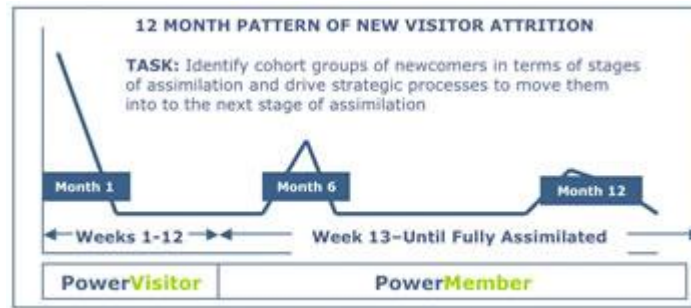 12 MONTH PATTERN OF NEW VISITOR ATTRITION
TASK: Identify cohort groups of newcomers in terms of stages
of assimilation and drive strategic processes to move them
into to the next stage of assimilation
Month 1
Month 6
Month 12
Weeks 1-12
Week 13–Until Fully Assimilated
PowerVisitor
PowerMember